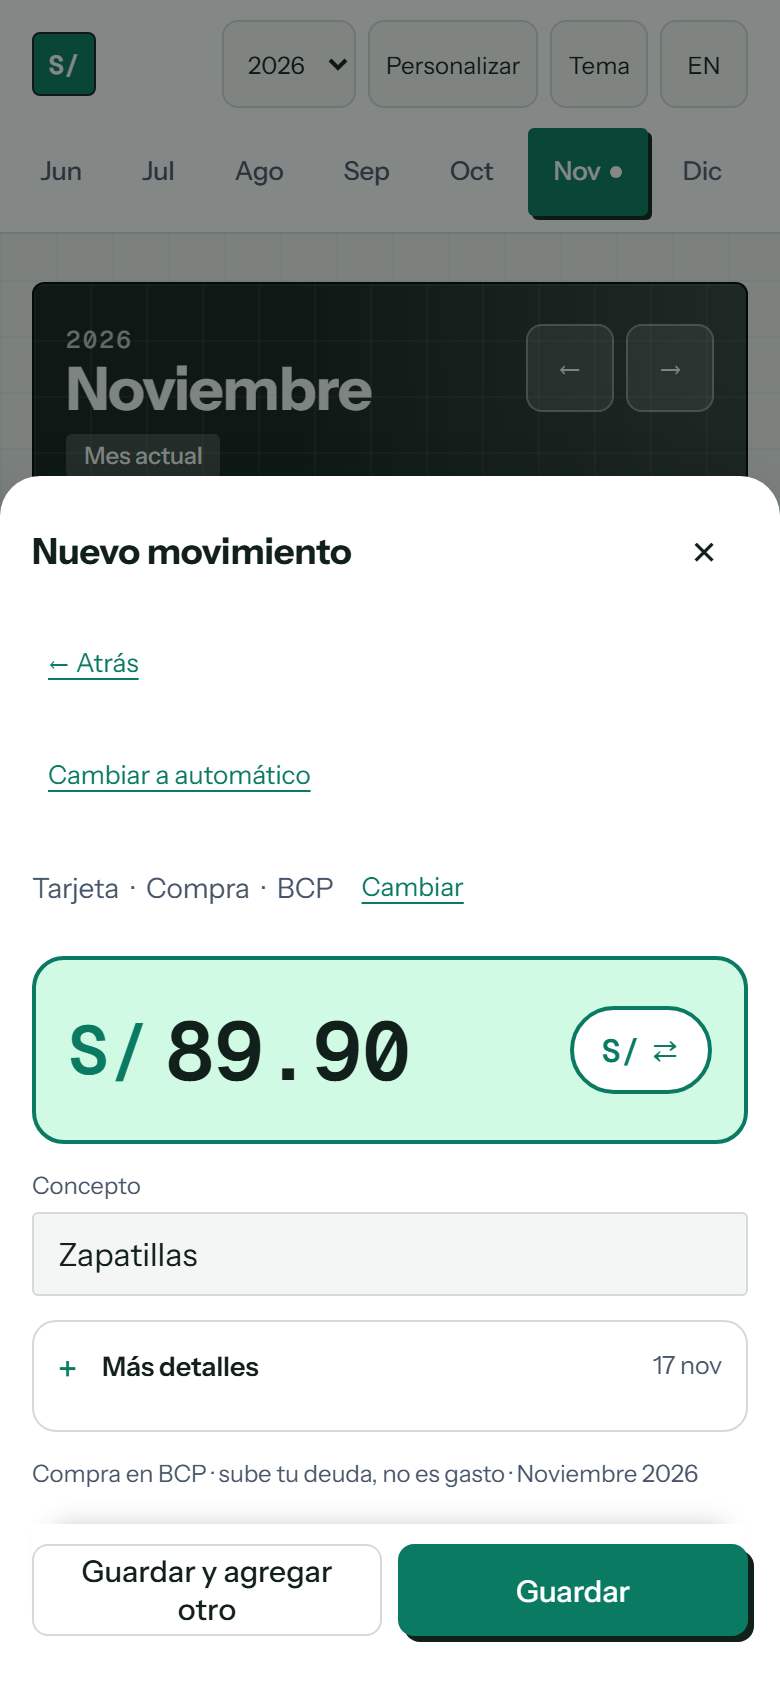 S/ 2026 Personalizar Tema EN
Jun Jul Ago Sep Oct Nov Dic
2026
Noviembre
← →
Mes actual
Nuevo movimiento ×
← Atrás
Cambiar a automático
Tarjeta · Compra · BCP Cambiar
S/ 89.90 S/ ⇄
Concepto
Zapatillas
+ Más detalles 17 nov
Compra en BCP · sube tu deuda, no es gasto · Noviembre 2026
Guardar y agregar
otro
Guardar